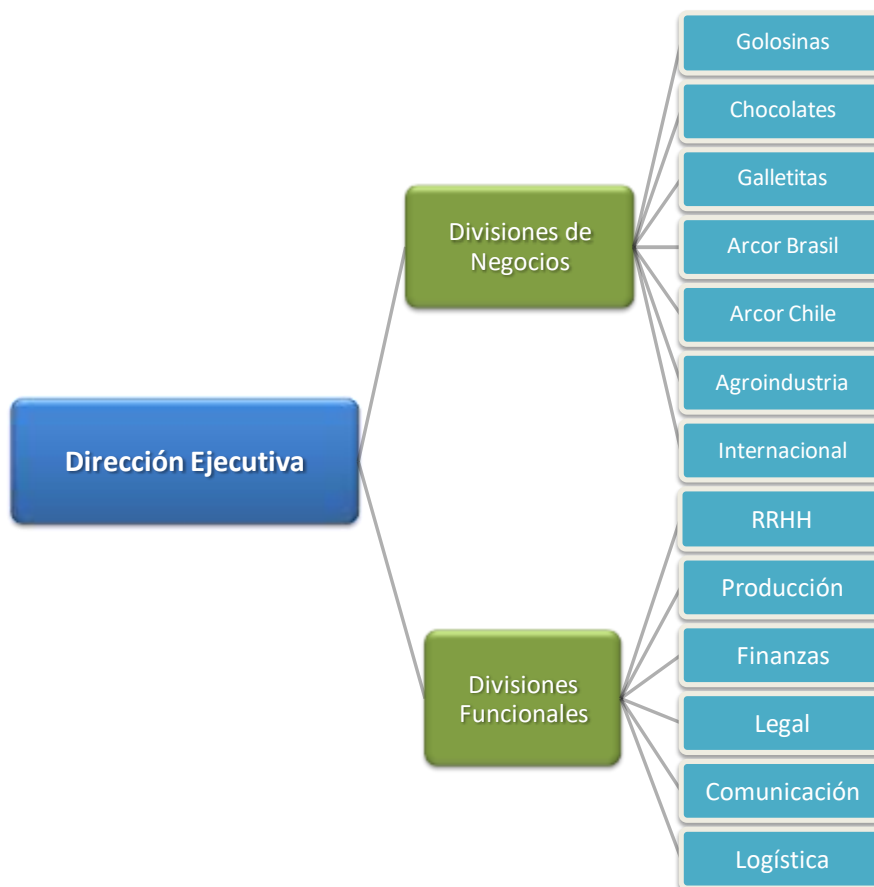 Dirección Ejecutiva
Divisiones de
Negocios
Golosinas
Chocolates
Galletitas
Arcor Brasil
Arcor Chile
Agroindustria
Internacional
Divisiones
Funcionales
RRHH
Producción
Finanzas
Legal
Comunicación
Logística